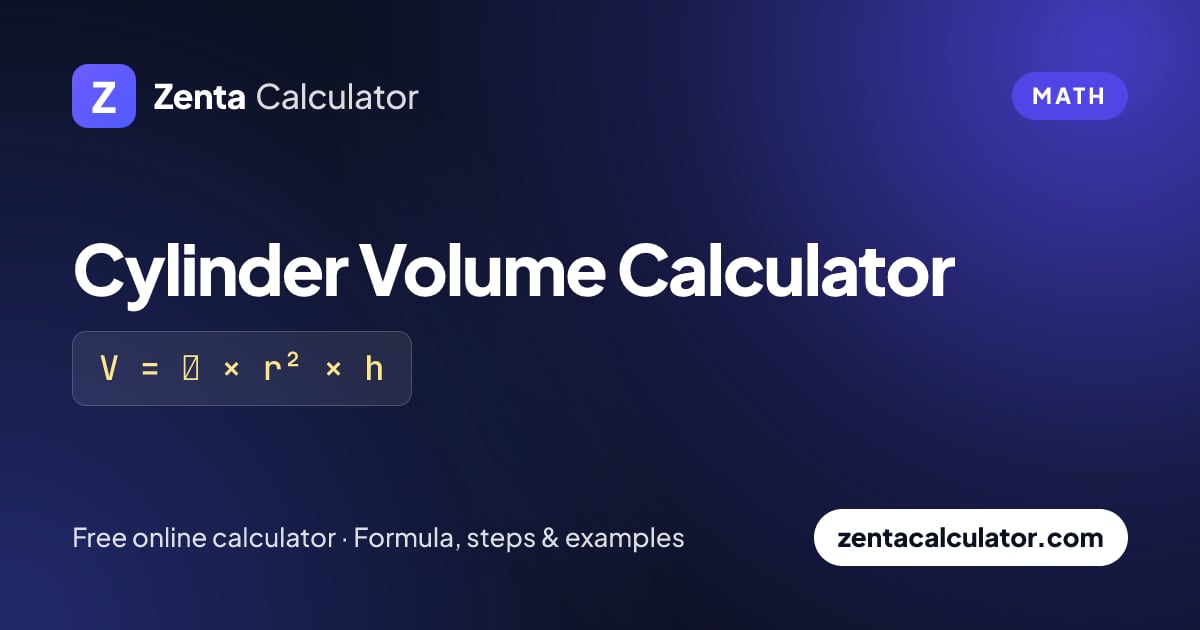 Z Zenta Calculator
MATH
Cylinder Volume Calculator
V = × r² × h
Free online calculator · Formula, steps & examples
zentacalculator.com